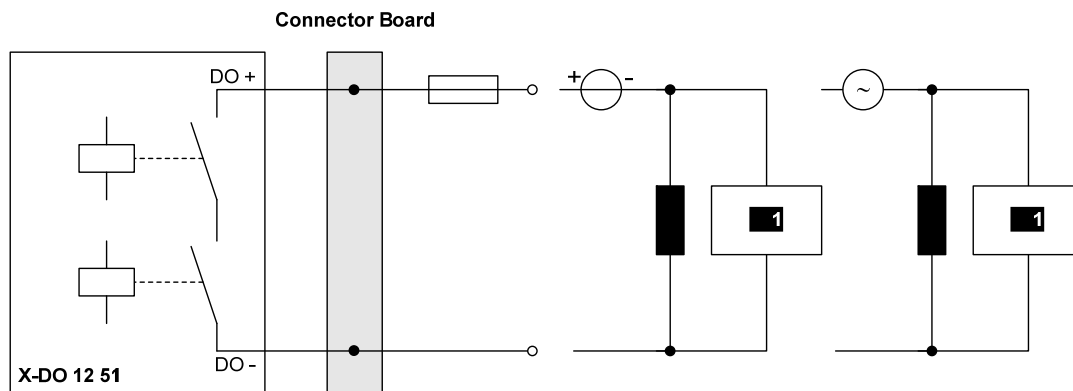 Connector Board
DO +
+ -
~
1
1
DO -
X-DO 12 51